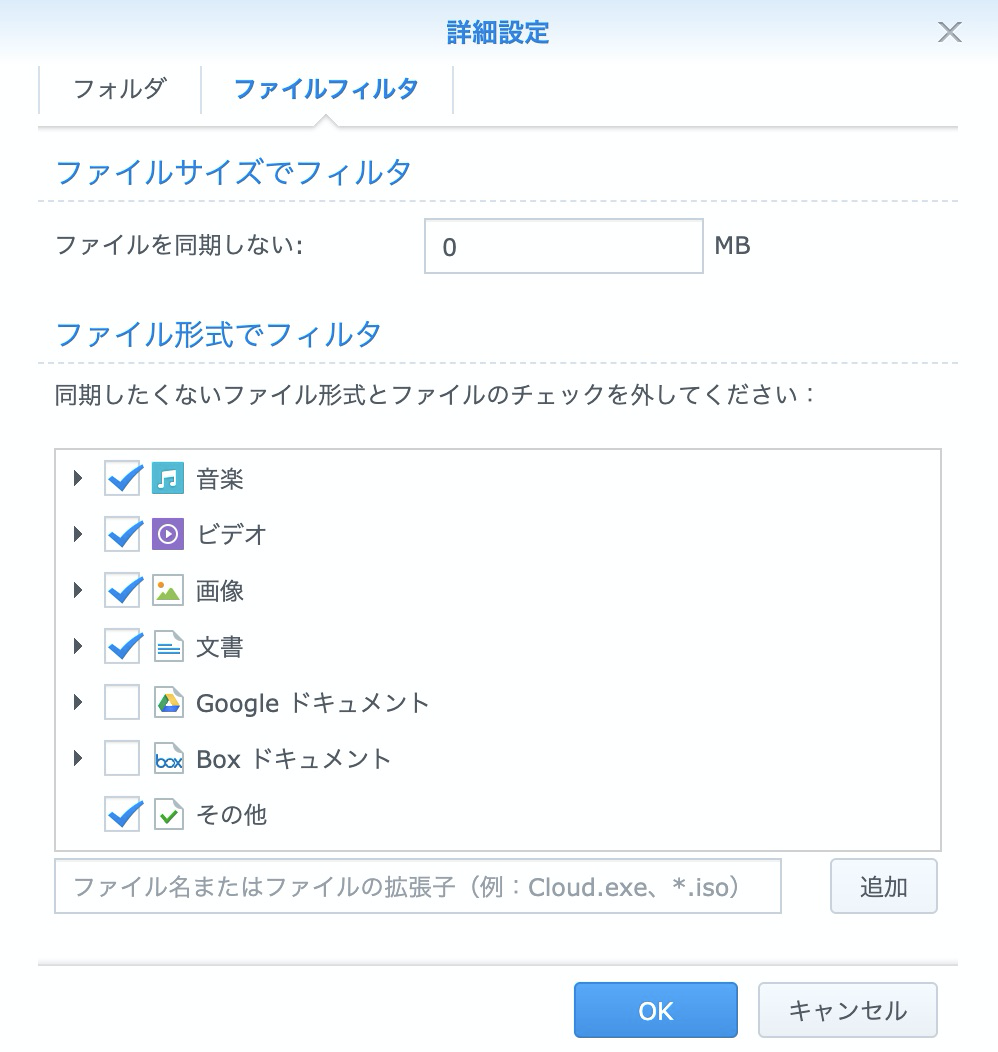 詳細設定
フォルダ ファイルフィルタ
ファイルサイズでフィルタ
ファイルを同期しない: 0 MB
ファイル形式でフィルタ
同期したくないファイル形式とファイルのチェックを外してください：
音楽
ビデオ
画像
文書
Google ドキュメント
box Box ドキュメント
その他
ファイル名またはファイルの拡張子（例：Cloud.exe、*.iso） 追加
OK キャンセル